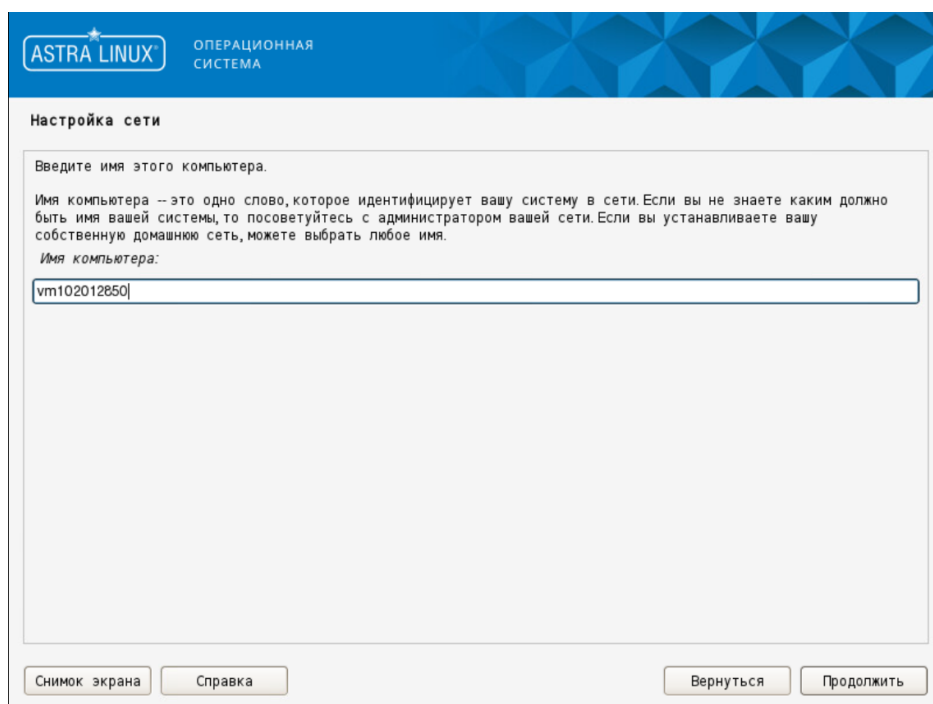 ASTRA LINUX®
ОПЕРАЦИОННАЯ
СИСТЕМА
Настройка сети
Введите имя этого компьютера.
Имя компьютера -- это одно слово, которое идентифицирует вашу систему в сети. Если вы не знаете каким должно
быть имя вашей системы, то посоветуйтесь с администратором вашей сети. Если вы устанавливаете вашу
собственную домашнюю сеть, можете выбрать любое имя.
Имя компьютера:
vm102012850
Снимок экрана
Справка
Вернуться
Продолжить